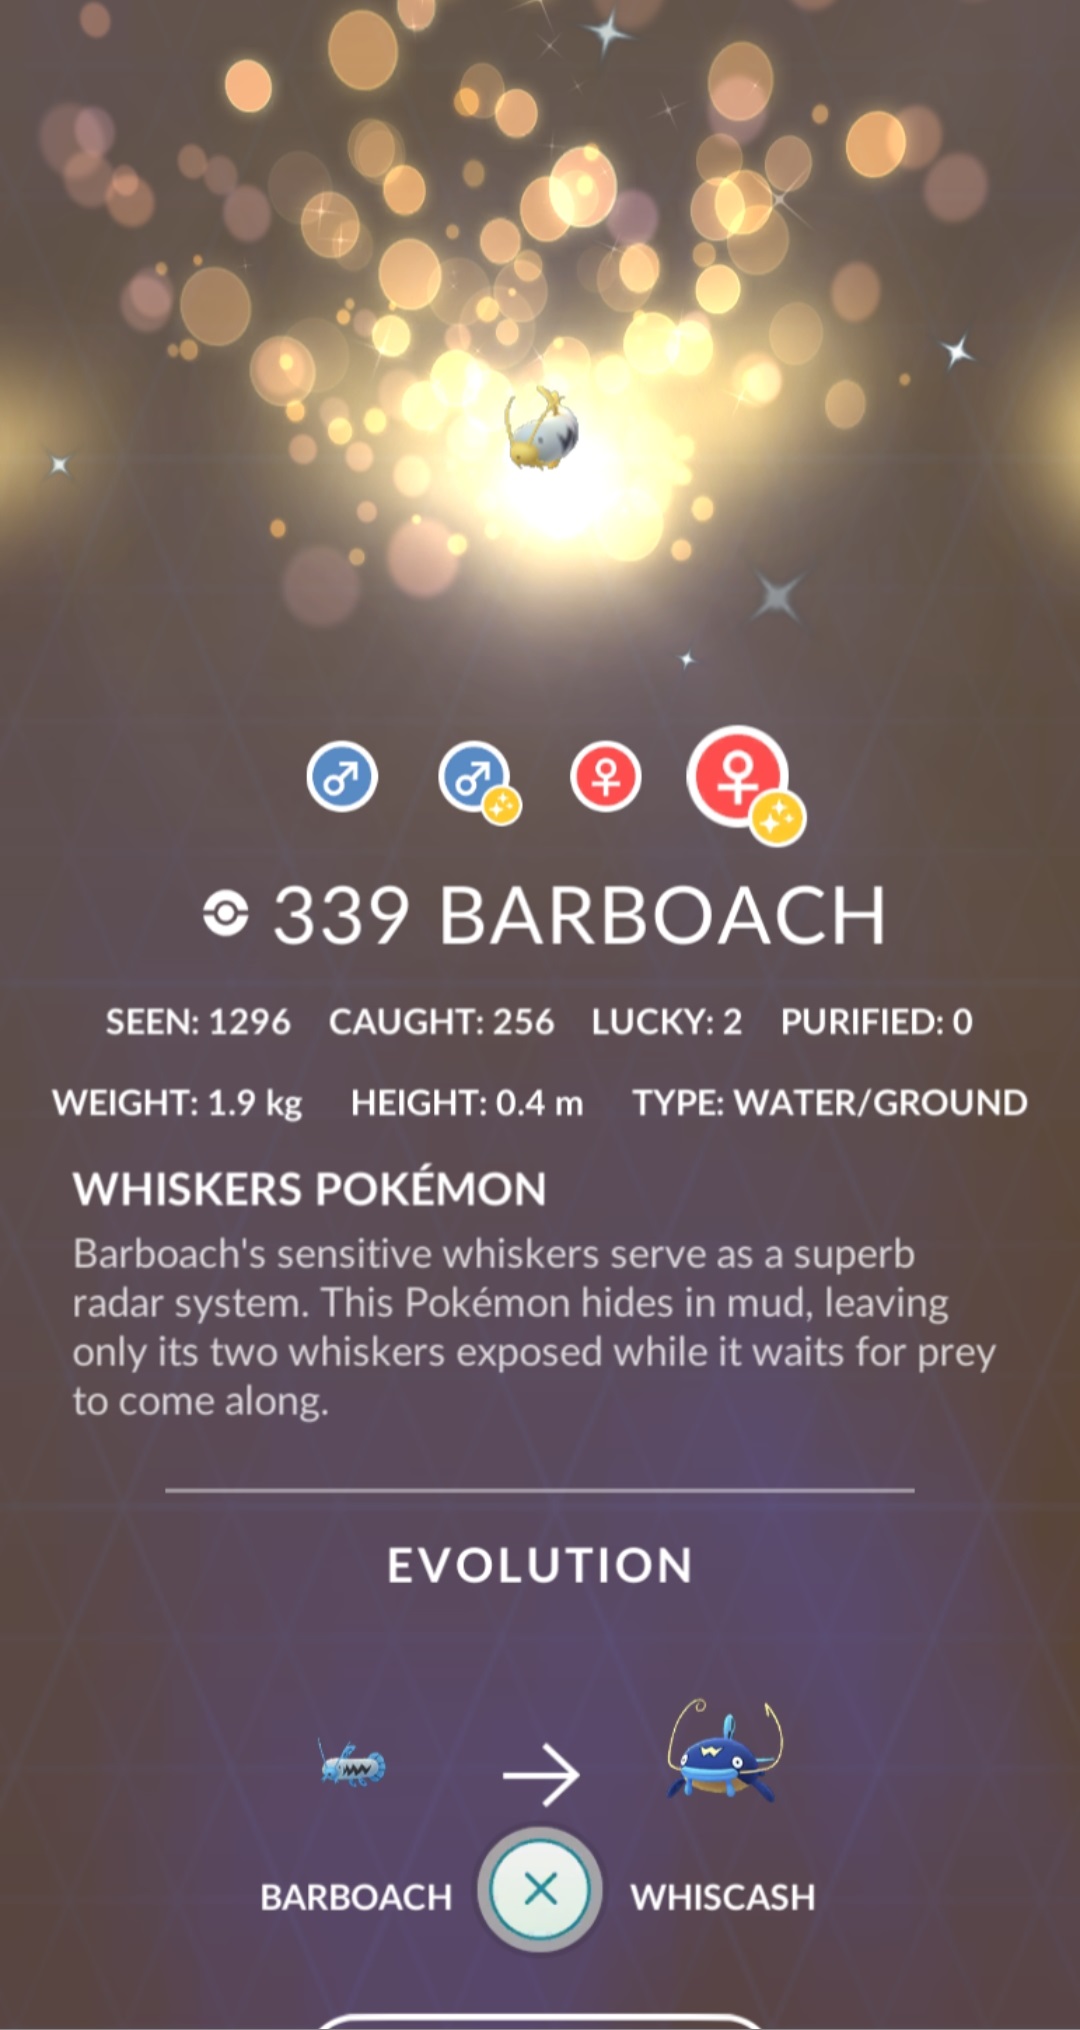 339 BARBOACH
SEEN: 1296 CAUGHT: 256 LUCKY: 2 PURIFIED: 0
WEIGHT: 1.9 kg HEIGHT: 0.4 m TYPE: WATER/GROUND
WHISKERS POKÉMON
Barboach's sensitive whiskers serve as a superb
radar system. This Pokémon hides in mud, leaving
only its two whiskers exposed while it waits for prey
to come along.
EVOLUTION
BARBOACH WHISCASH